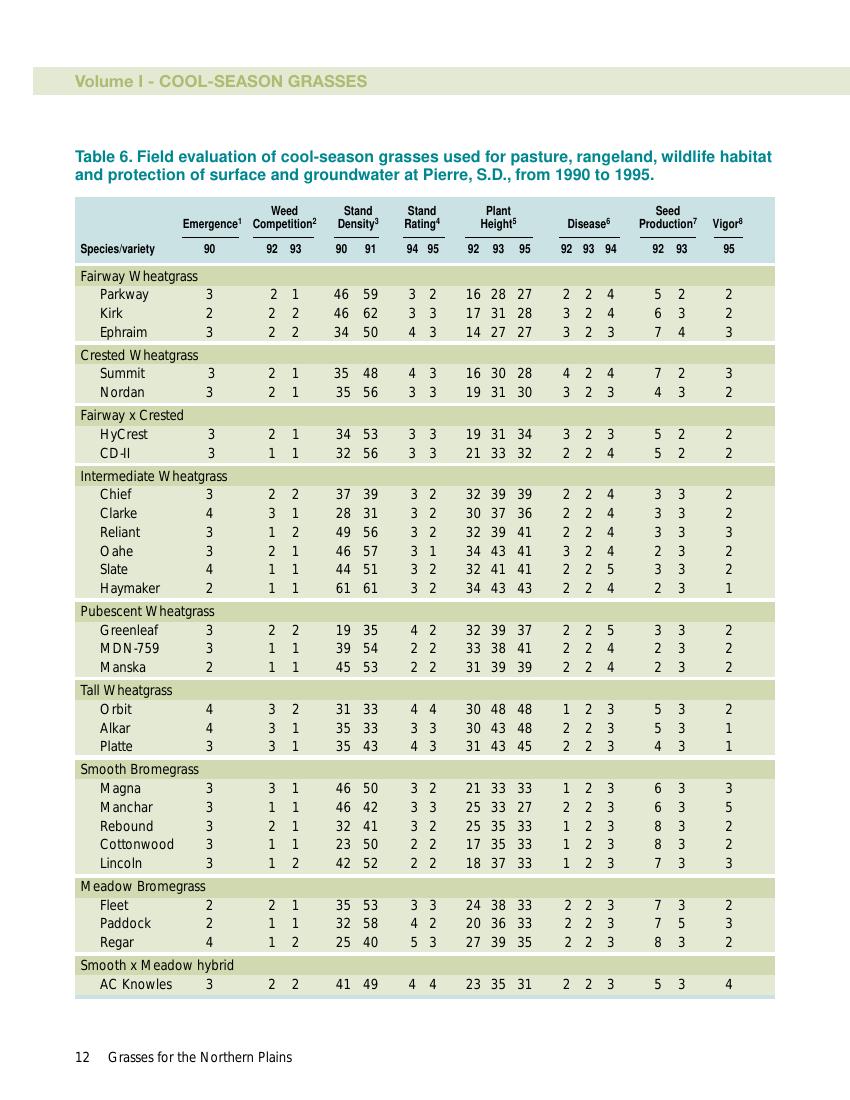 Volume I - COOL-SEASON GRASSES
Table 6. Field evaluation of cool-season grasses used for pasture, rangeland, wildlife habitat
and protection of surface and groundwater at Pierre, S.D., from 1990 to 1995.
Weed Stand Stand Plant Seed
Emergence1 Competition2 Density3 Rating4 Height5 Disease6 Production7 Vigor8
Species/variety 90 92 93 90 91 94 95 92 93 95 92 93 94 92 93 95
Fairway Wheatgrass
Parkway 3 2 1 46 59 3 2 16 28 27 2 2 4 5 2 2
Kirk 2 2 2 46 62 3 3 17 31 28 3 2 4 6 3 2
Ephraim 3 2 2 34 50 4 3 14 27 27 3 2 3 7 4 3
Crested Wheatgrass
Summit 3 2 1 35 48 4 3 16 30 28 4 2 4 7 2 3
Nordan 3 2 1 35 56 3 3 19 31 30 3 2 3 4 3 2
Fairway x Crested
HyCrest 3 2 1 34 53 3 3 19 31 34 3 2 3 5 2 2
CD-II 3 1 1 32 56 3 3 21 33 32 2 2 4 5 2 2
Intermediate Wheatgrass
Chief 3 2 2 37 39 3 2 32 39 39 2 2 4 3 3 2
Clarke 4 3 1 28 31 3 2 30 37 36 2 2 4 3 3 2
Reliant 3 1 2 49 56 3 2 32 39 41 2 2 4 3 3 3
Oahe 3 2 1 46 57 3 1 34 43 41 3 2 4 2 3 2
Slate 4 1 1 44 51 3 2 32 41 41 2 2 5 3 3 2
Haymaker 2 1 1 61 61 3 2 34 43 43 2 2 4 2 3 1
Pubescent Wheatgrass
Greenleaf 3 2 2 19 35 4 2 32 39 37 2 2 5 3 3 2
MDN-759 3 1 1 39 54 2 2 33 38 41 2 2 4 2 3 2
Manska 2 1 1 45 53 2 2 31 39 39 2 2 4 2 3 2
Tall Wheatgrass
Orbit 4 3 2 31 33 4 4 30 48 48 1 2 3 5 3 2
Alkar 4 3 1 35 33 3 3 30 43 48 2 2 3 5 3 1
Platte 3 3 1 35 43 4 3 31 43 45 2 2 3 4 3 1
Smooth Bromegrass
Magna 3 3 1 46 50 3 2 21 33 33 1 2 3 6 3 3
Manchar 3 1 1 46 42 3 3 25 33 27 2 2 3 6 3 5
Rebound 3 2 1 32 41 3 2 25 35 33 1 2 3 8 3 2
Cottonwood 3 1 1 23 50 2 2 17 35 33 1 2 3 8 3 2
Lincoln 3 1 2 42 52 2 2 18 37 33 1 2 3 7 3 3
Meadow Bromegrass
Fleet 2 2 1 35 53 3 3 24 38 33 2 2 3 7 3 2
Paddock 2 1 1 32 58 4 2 20 36 33 2 2 3 7 5 3
Regar 4 1 2 25 40 5 3 27 39 35 2 2 3 8 3 2
Smooth x Meadow hybrid
AC Knowles 3 2 2 41 49 4 4 23 35 31 2 2 3 5 3 4
12 Grasses for the Northern Plains